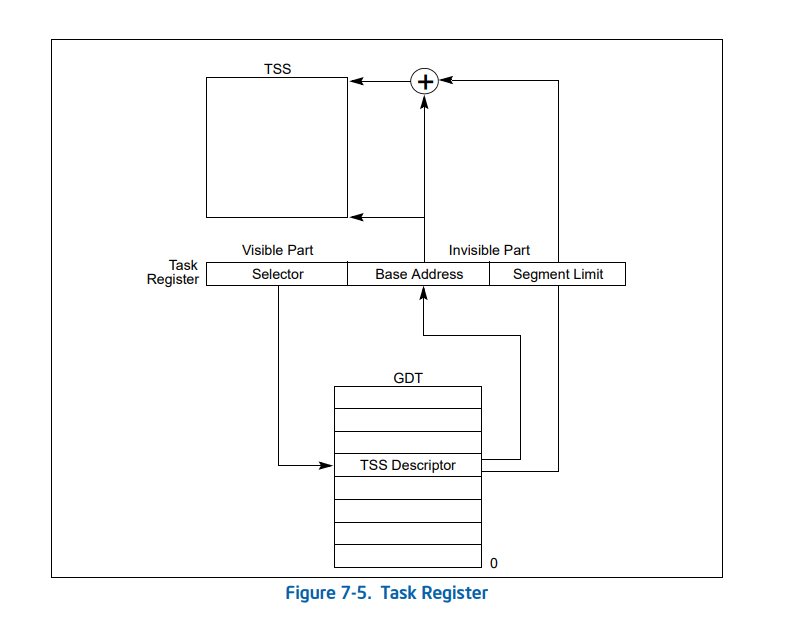 TSS
+
Visible Part
Invisible Part
Task
Register
Selector
Base Address
Segment Limit
GDT
TSS Descriptor
0
Figure 7-5. Task Register